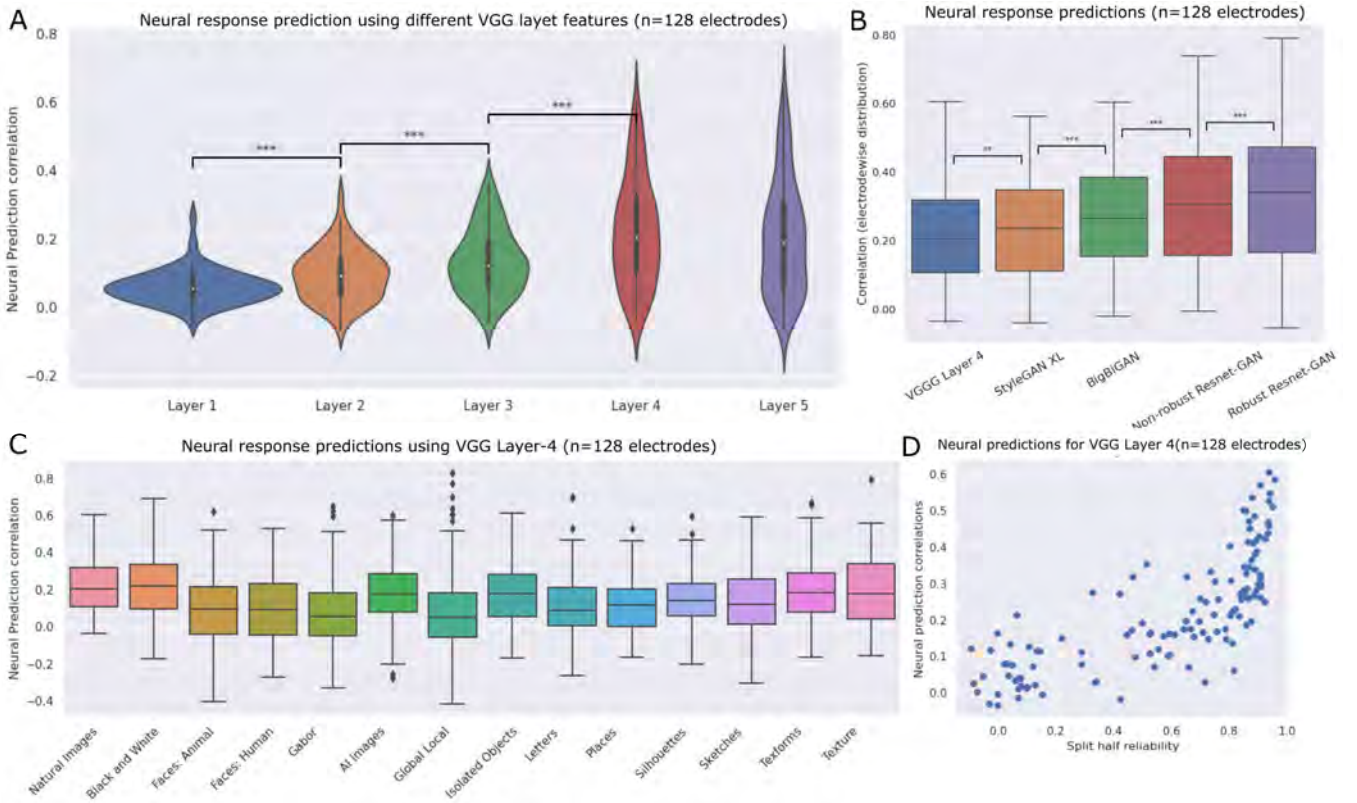 A
Neural response prediction using different VGG layet features (n=128 electrodes)
Neural Prediction correlation
0.8
0.6
0.4
0.2
0.0
−0.2
***
***
***
Layer 1
Layer 2
Layer 3
Layer 4
Layer 5
B
Neural response predictions (n=128 electrodes)
Correlation (electrodewise distribution)
0.80
0.60
0.40
0.20
0.00
**
***
***
***
VGGG Layer 4
StyleGAN XL
BigBiGAN
Non-robust Resnet-GAN
Robust Resnet-GAN
C
Neural response predictions using VGG Layer-4 (n=128 electrodes)
Neural Prediction correlation
0.8
0.6
0.4
0.2
0.0
−0.2
−0.4
Natural Images
Black and White
Faces: Animal
Faces: Human
Gabor
AI Images
Global Local
Isolated Objects
Letters
Places
Silhouettes
Sketches
Texforms
Texture
D
Neural predictions for VGG Layer 4(n=128 electrodes)
Neural prediction correlations
0.6
0.5
0.4
0.3
0.2
0.1
0.0
0.0
0.2
0.4
0.6
0.8
1.0
Split half reliability